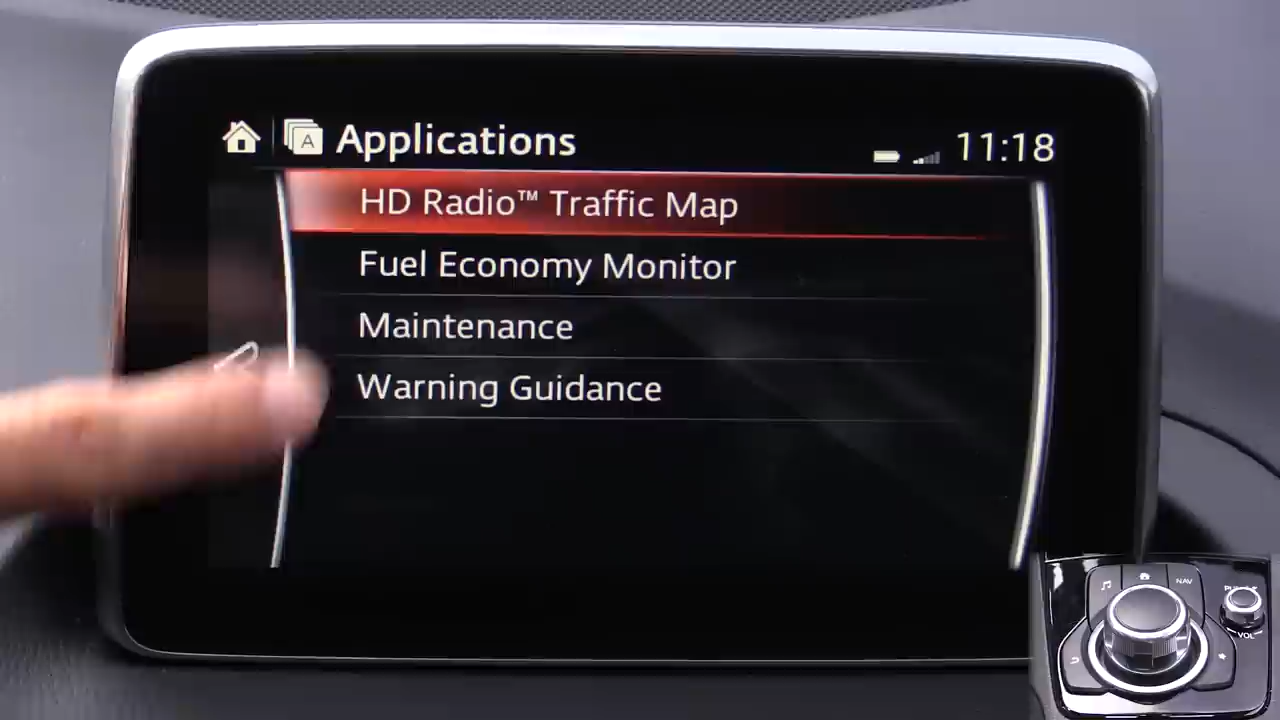 A Applications 11:18
HD Radio™ Traffic Map
Fuel Economy Monitor
Maintenance
Warning Guidance
NAV
VOL